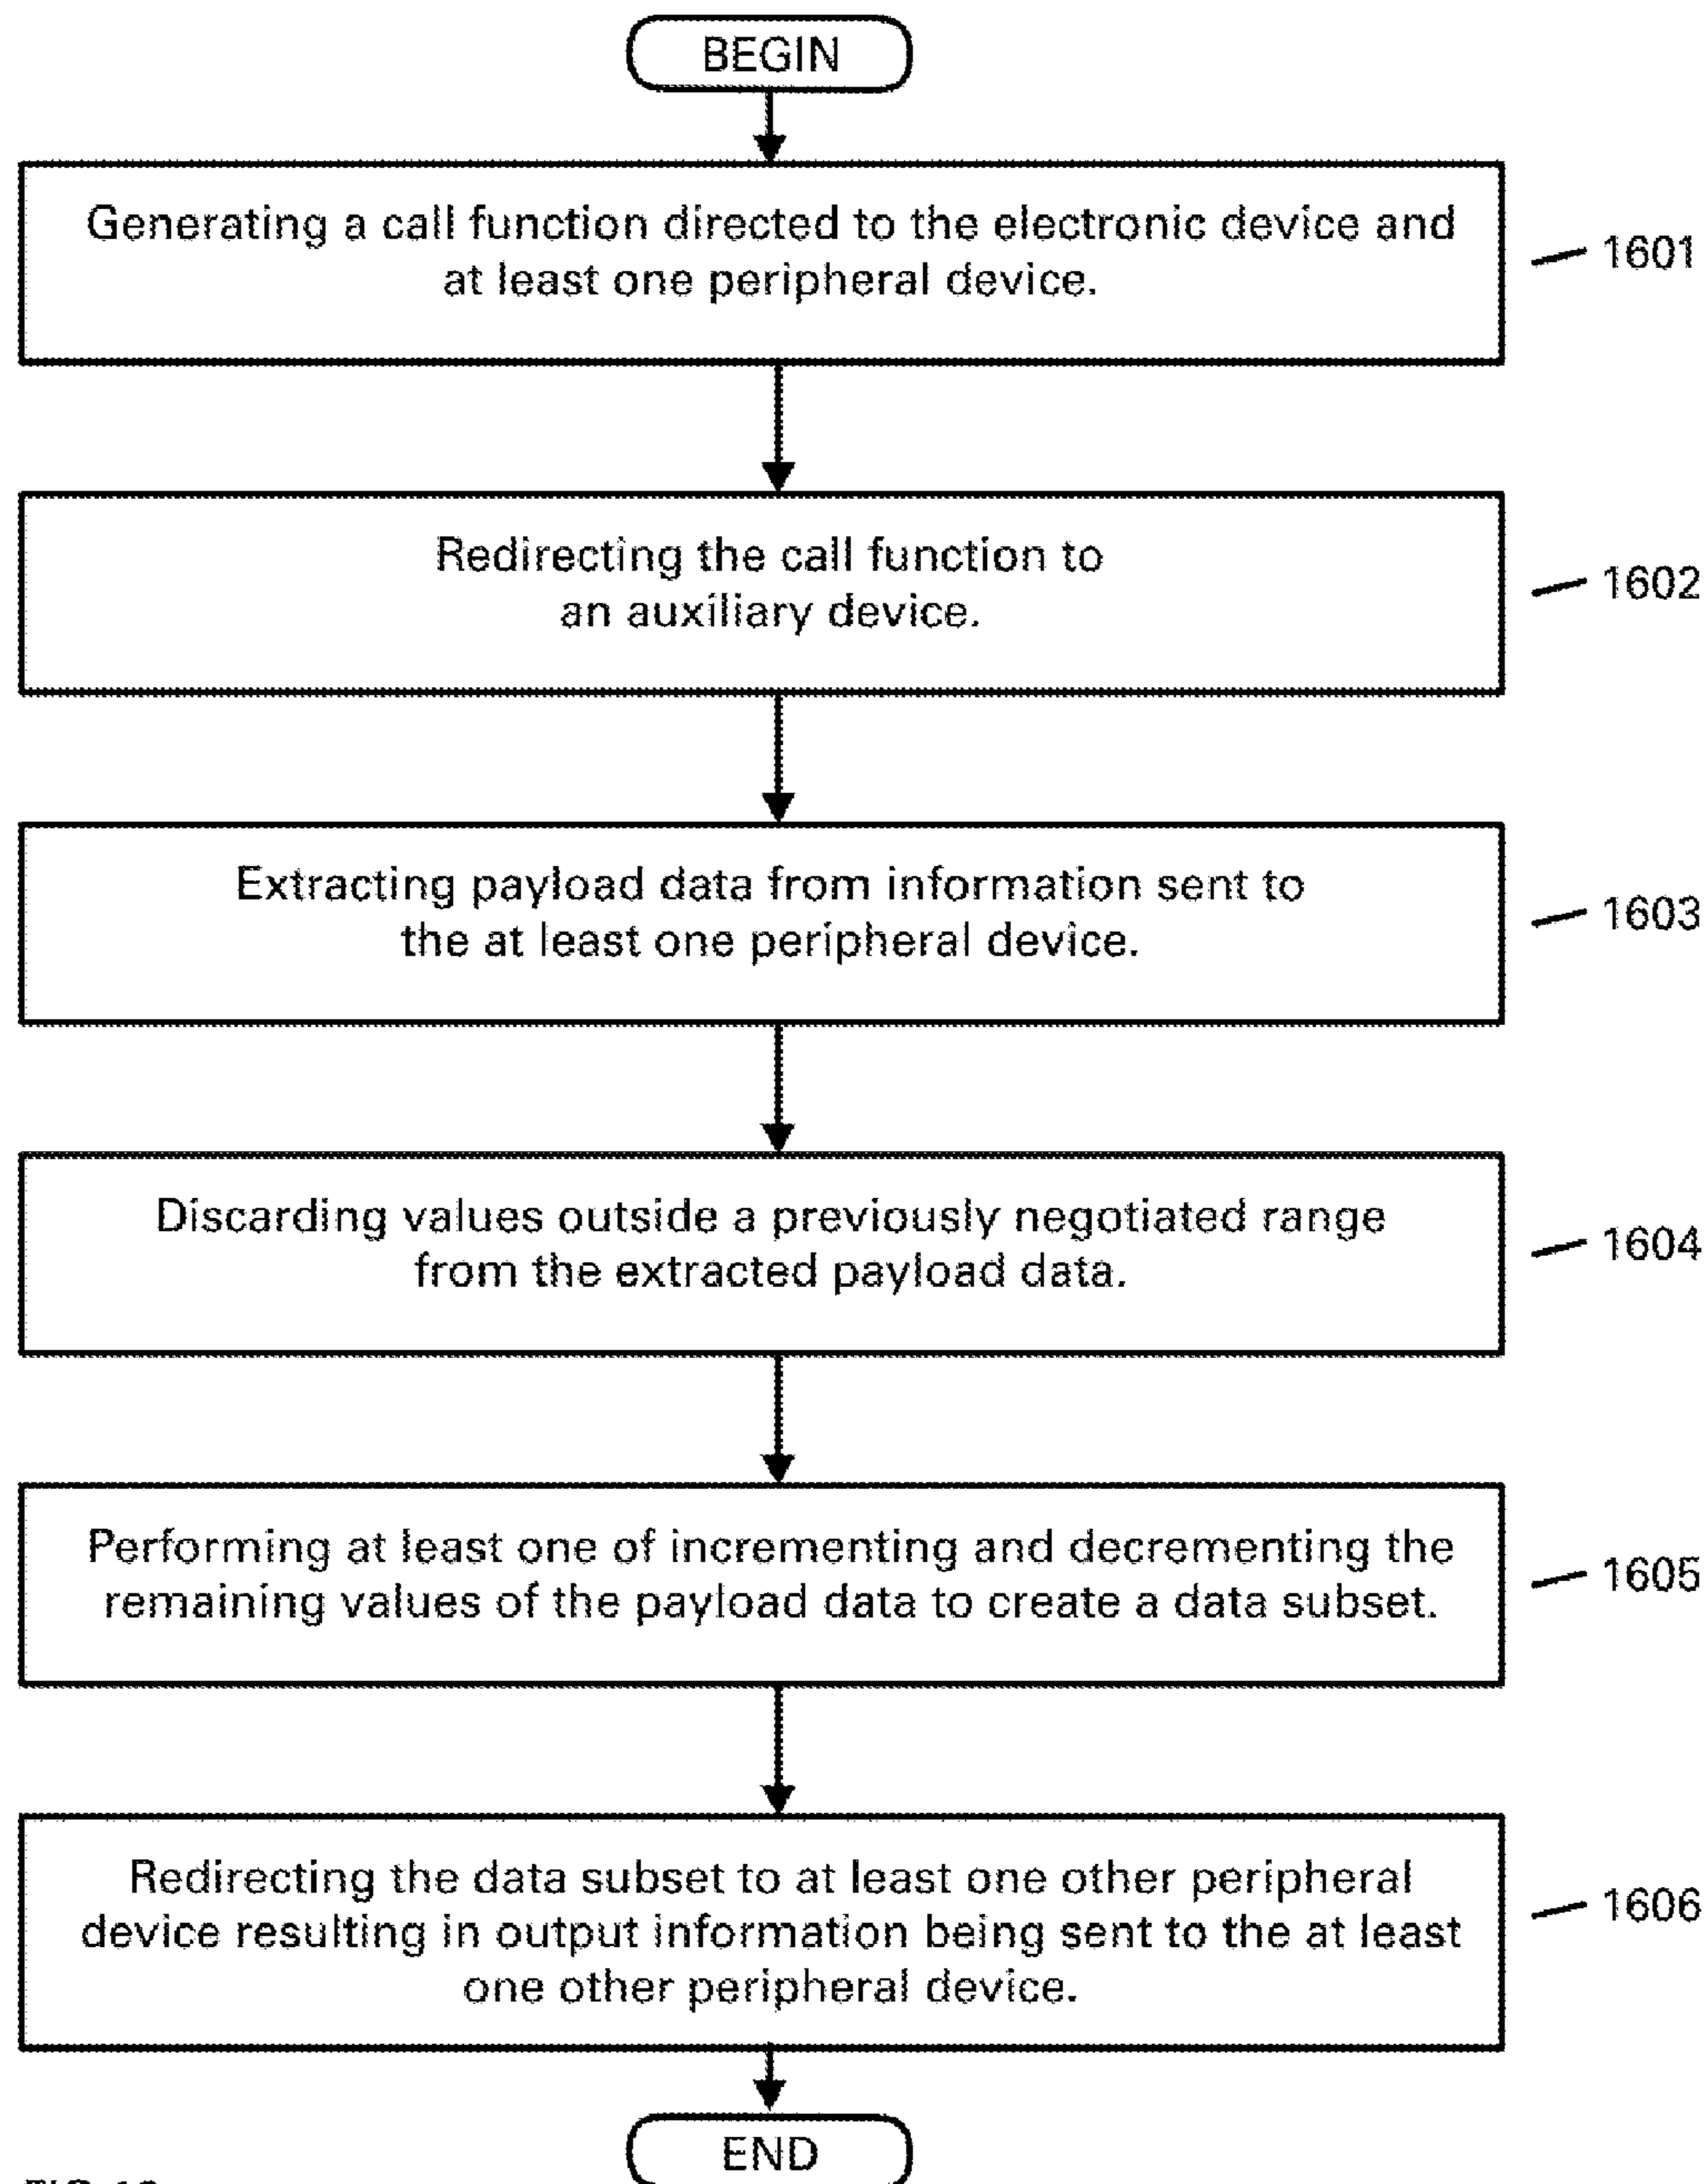 BEGIN
Generating a call function directed to the electronic device and
at least one peripheral device.
1601
Redirecting the call function to
an auxiliary device.
1602
Extracting payload data from information sent to
the at least one peripheral device.
1603
Discarding values outside a previously negotiated range
from the extracted payload data.
1604
Performing at least one of incrementing and decrementing the
remaining values of the payload data to create a data subset.
1605
Redirecting the data subset to at least one other peripheral
device resulting in output information being sent to the at least
one other peripheral device.
1606
END